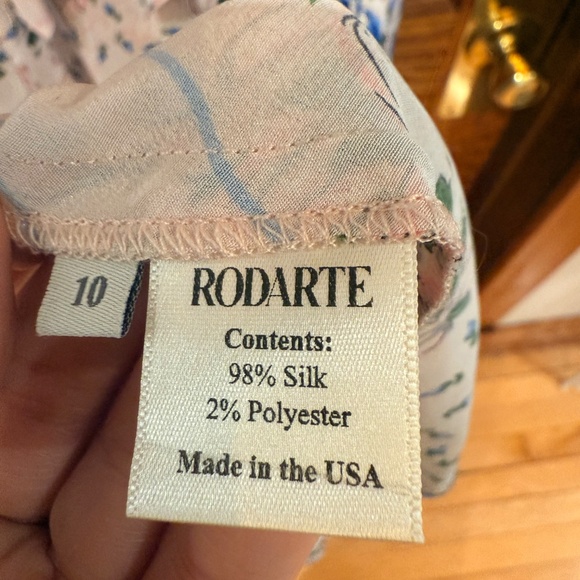 10
RODARTE
Contents:
98% Silk
2% Polyester
Made in the USA